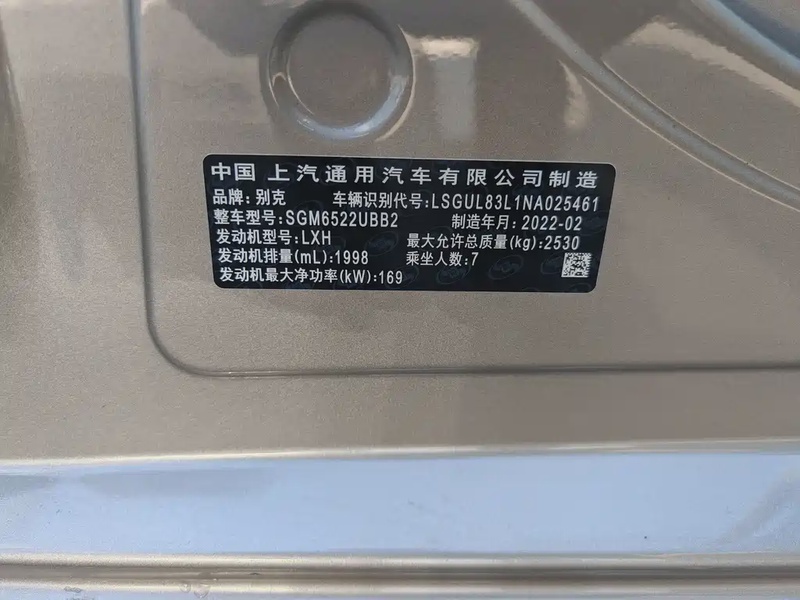 中国 上汽通用汽车有限公司制造
品牌:别克 车辆识别代号:LSGUL83L1NA025461
整车型号:SGM6522UBB2 制造年月:2022-02
发动机型号:LXH 最大允许总质量(kg):2530
发动机排量(mL):1998 乘坐人数:7
发动机最大净功率(kW):169